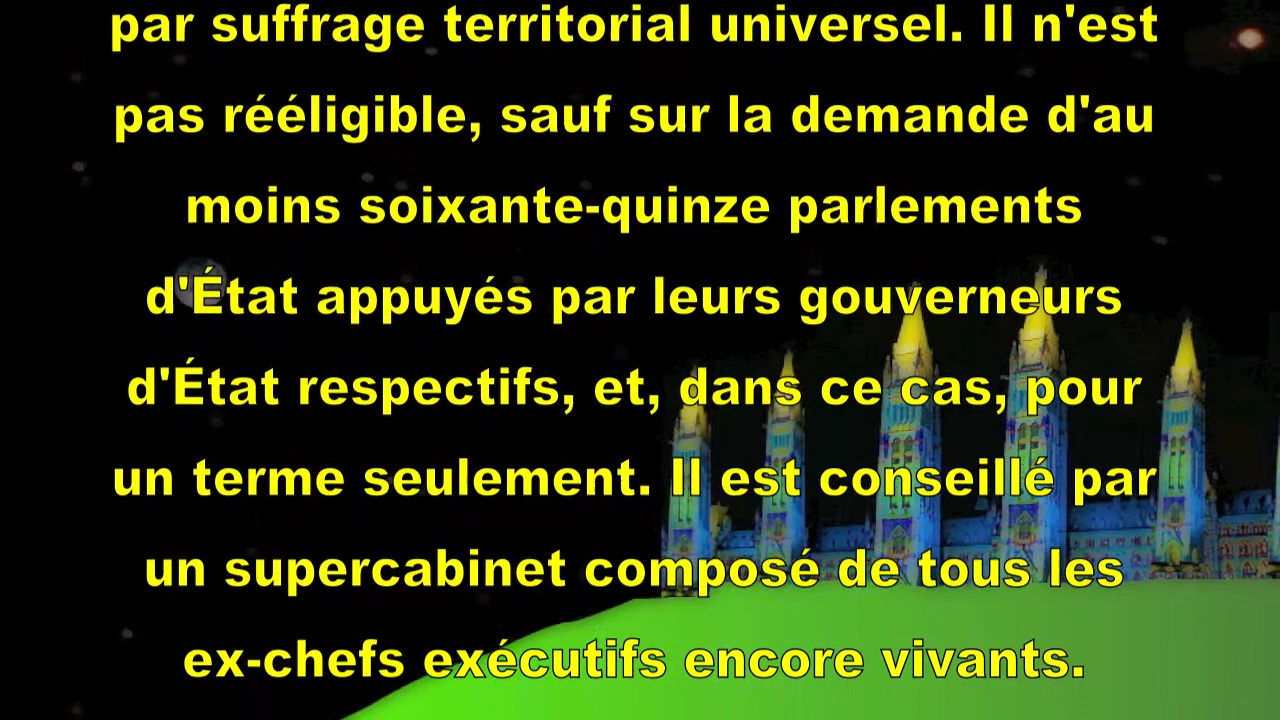 par suffrage territorial universel. Il n'est
pas rééligible, sauf sur la demande d'au
moins soixante-quinze parlements
d'État appuyés par leurs gouverneurs
d'État respectifs, et, dans ce cas, pour
un terme seulement. Il est conseillé par
un supercabinet composé de tous les
ex-chefs exécutifs encore vivants.